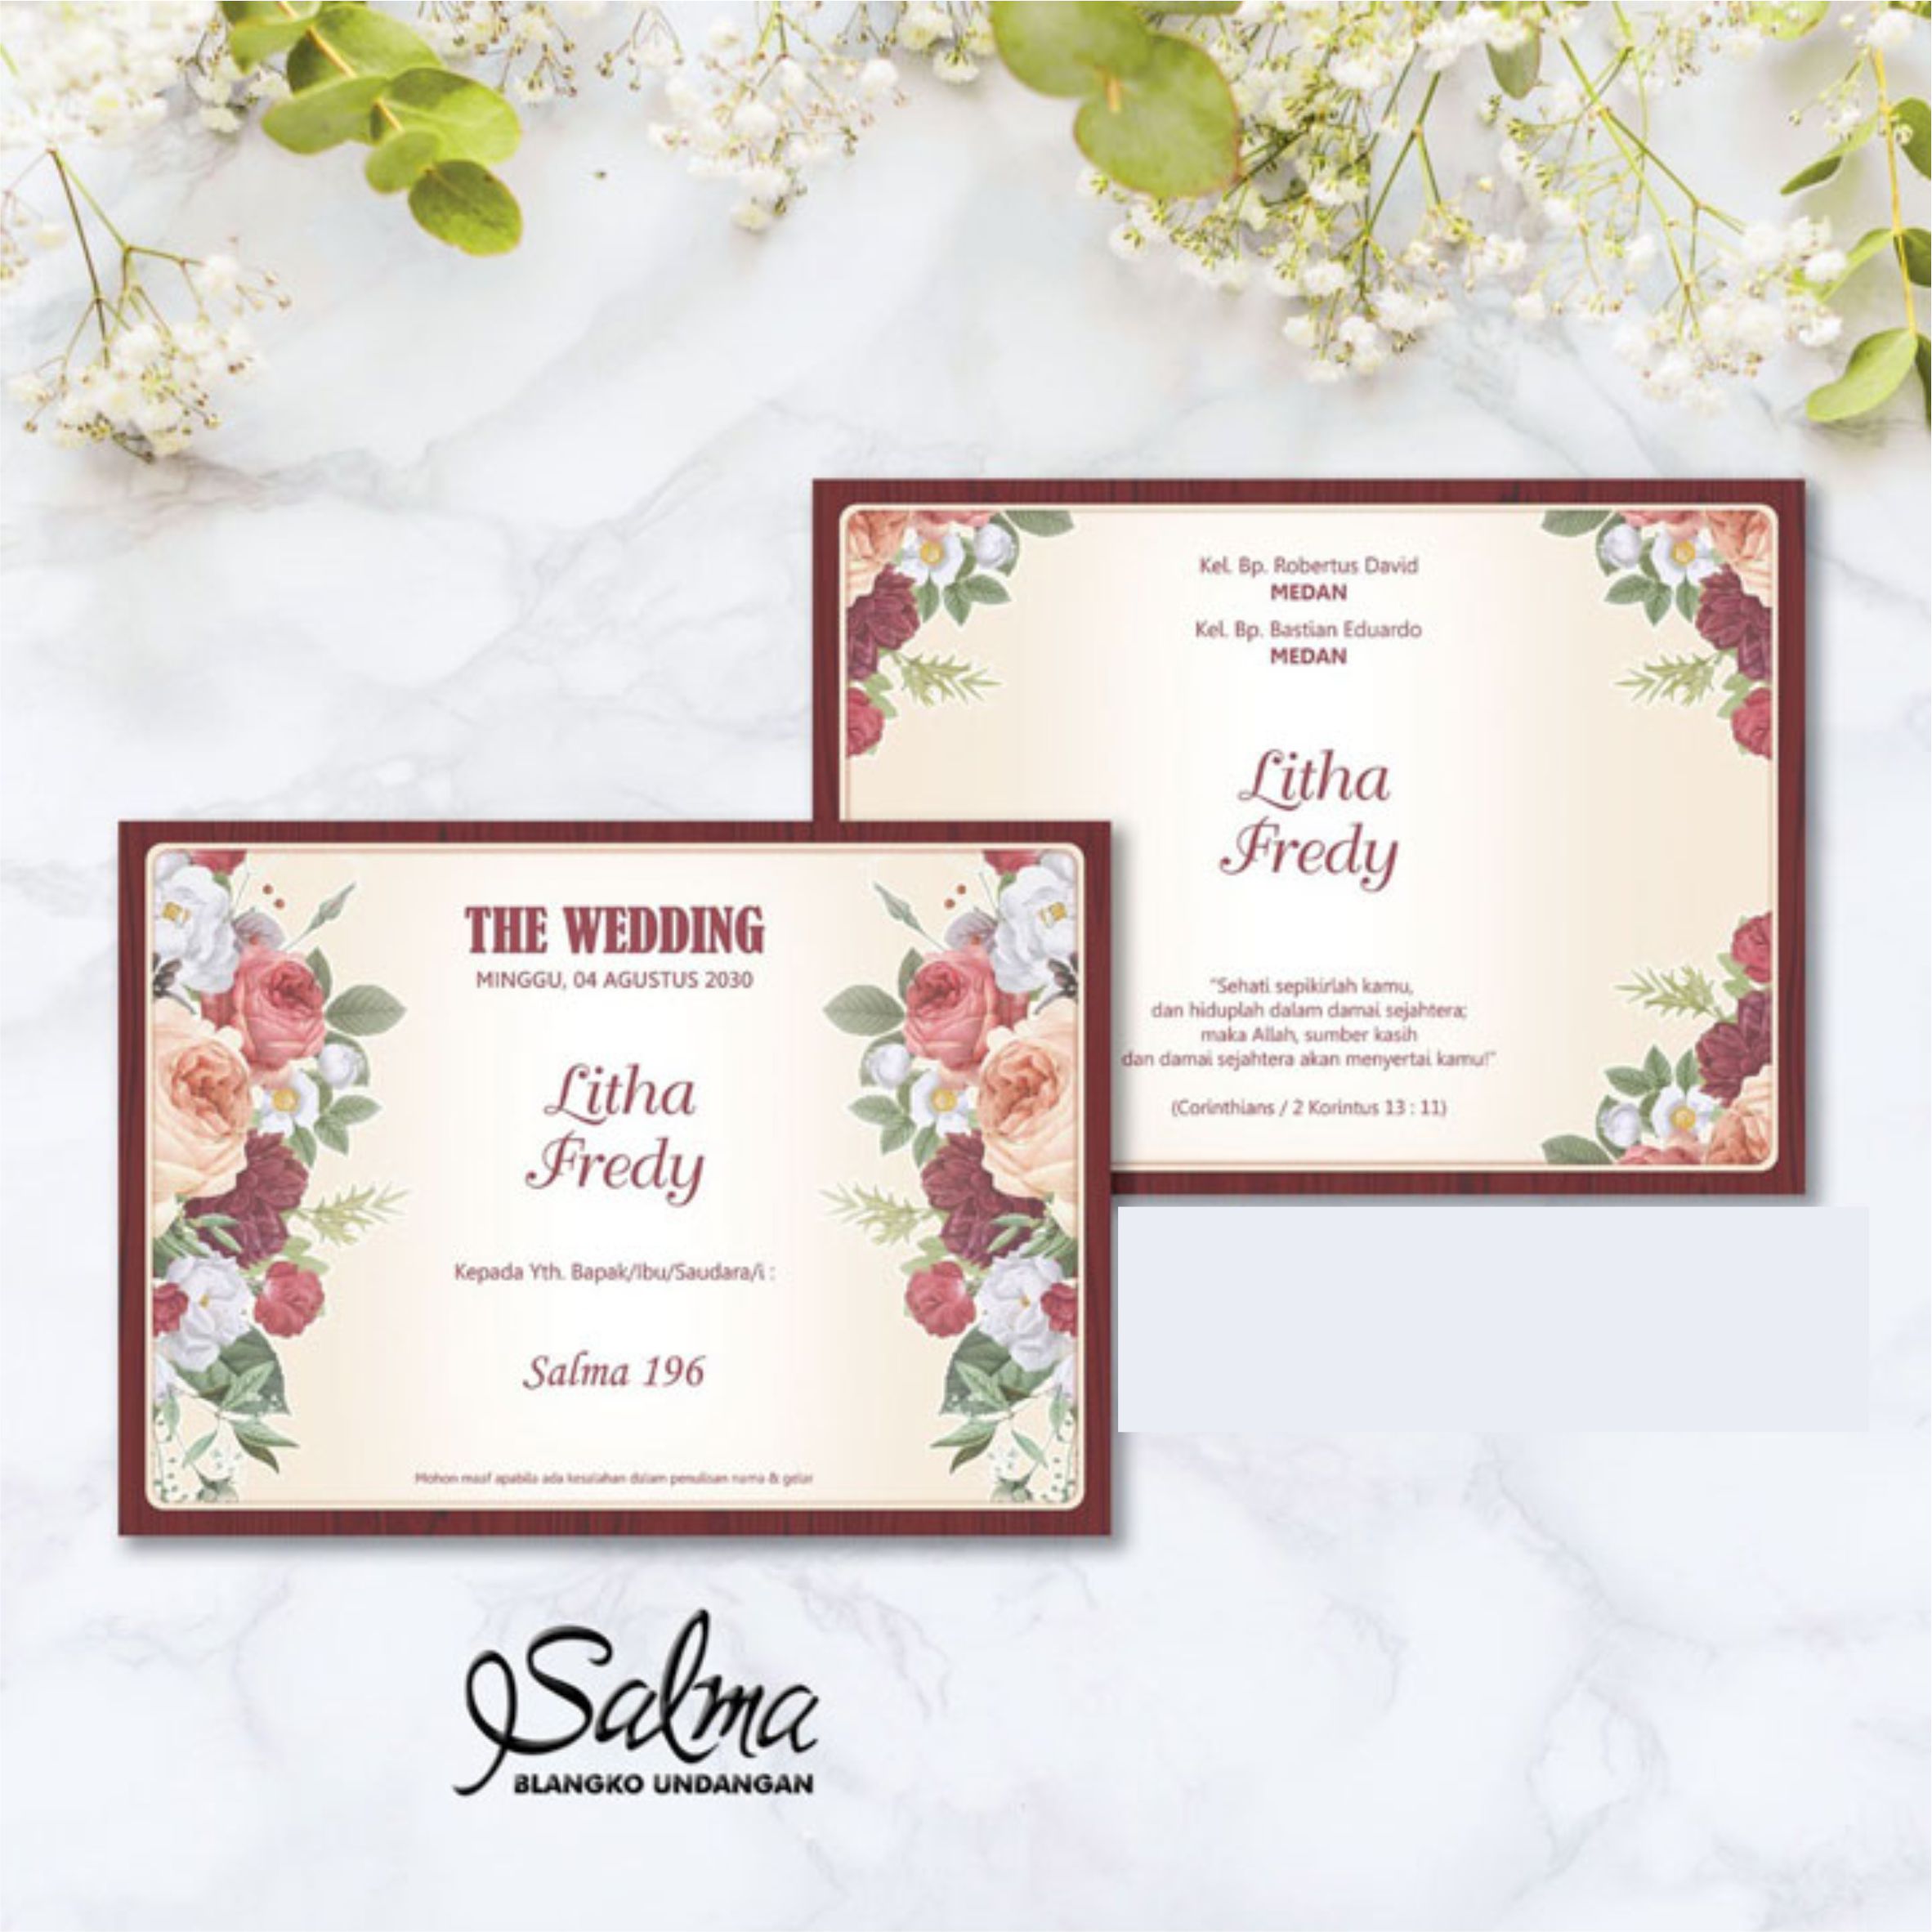 Kel. Bp. Robertus David
MEDAN
Kel. Bp. Bastian Eduardo
MEDAN
Litha
Fredy
"Sehati sepikirlah kamu,
dan hiduplah dalam damai sejahtera;
maka Allah, sumber kasih
dan damai sejahtera akan menyertai kamu!"
(Corinthians / 2 Korintus 13 : 11)
THE WEDDING
MINGGU, 04 AGUSTUS 2030
Litha
Fredy
Kepada Yth. Bapak/Ibu/Saudara/i :
Salma 196
Mohon maaf apabila ada kesalahan dalam penulisan nama & gelar
Salma
BLANGKO UNDANGAN